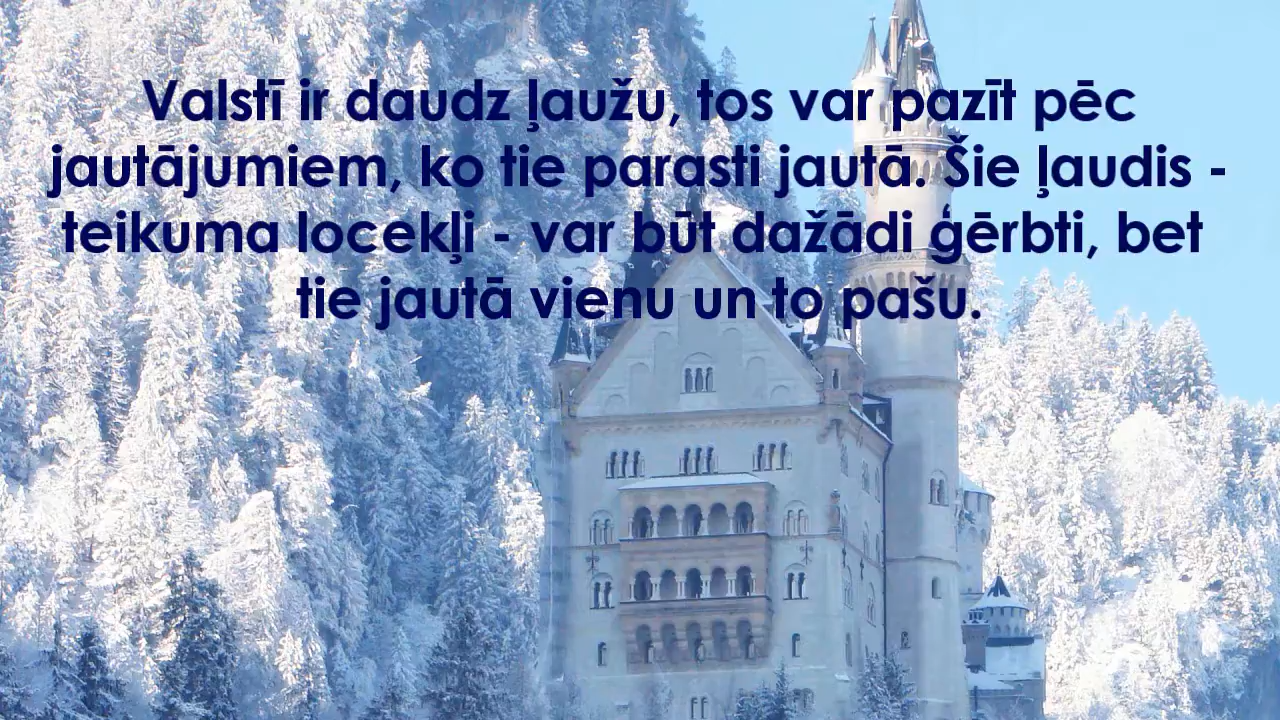 Valstī ir daudz ļaužu, tos var pazīt pēc
jautājumiem, ko tie parasti jautā. Šie ļaudis -
teikuma locekļi - var būt dažādi ģērbti, bet
tie jautā vienu un to pašu.